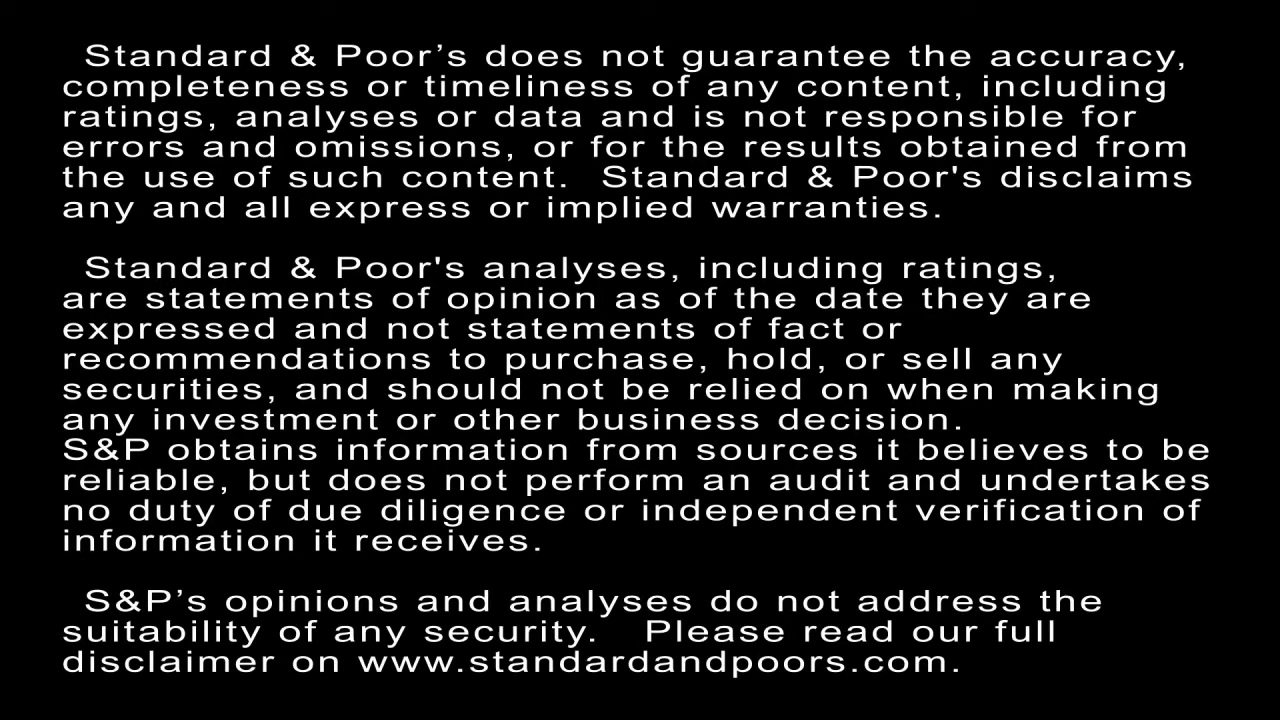 Standard & Poor’s does not guarantee the accuracy,
completeness or timeliness of any content, including
ratings, analyses or data and is not responsible for
errors and omissions, or for the results obtained from
the use of such content.  Standard & Poor's disclaims
any and all express or implied warranties.
Standard & Poor's analyses, including ratings,
are statements of opinion as of the date they are
expressed and not statements of fact or
recommendations to purchase, hold, or sell any
securities, and should not be relied on when making
any investment or other business decision.
S&P obtains information from sources it believes to be
reliable, but does not perform an audit and undertakes
no duty of due diligence or independent verification of
information it receives.
S&P’s opinions and analyses do not address the
suitability of any security.   Please read our full
disclaimer on www.standardandpoors.com.